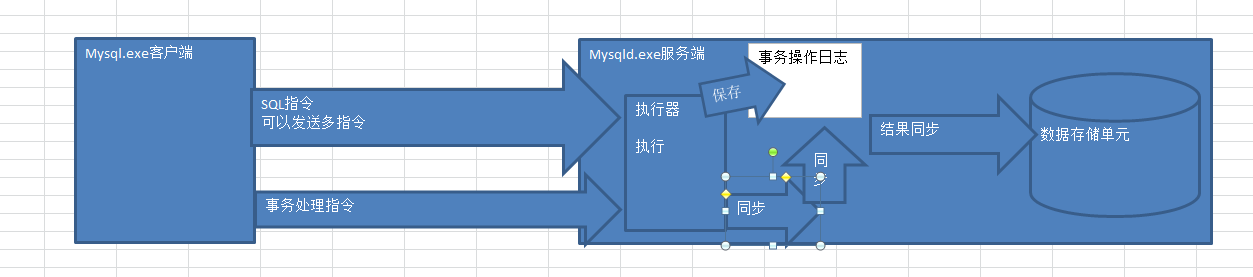 Mysql.exe客户端
SQL指令
可以发送多指令
事务处理指令
Mysqld.exe服务端
执行器
执行
保存
事务操作日志
同步
同
步
结果同步
数据存储单元